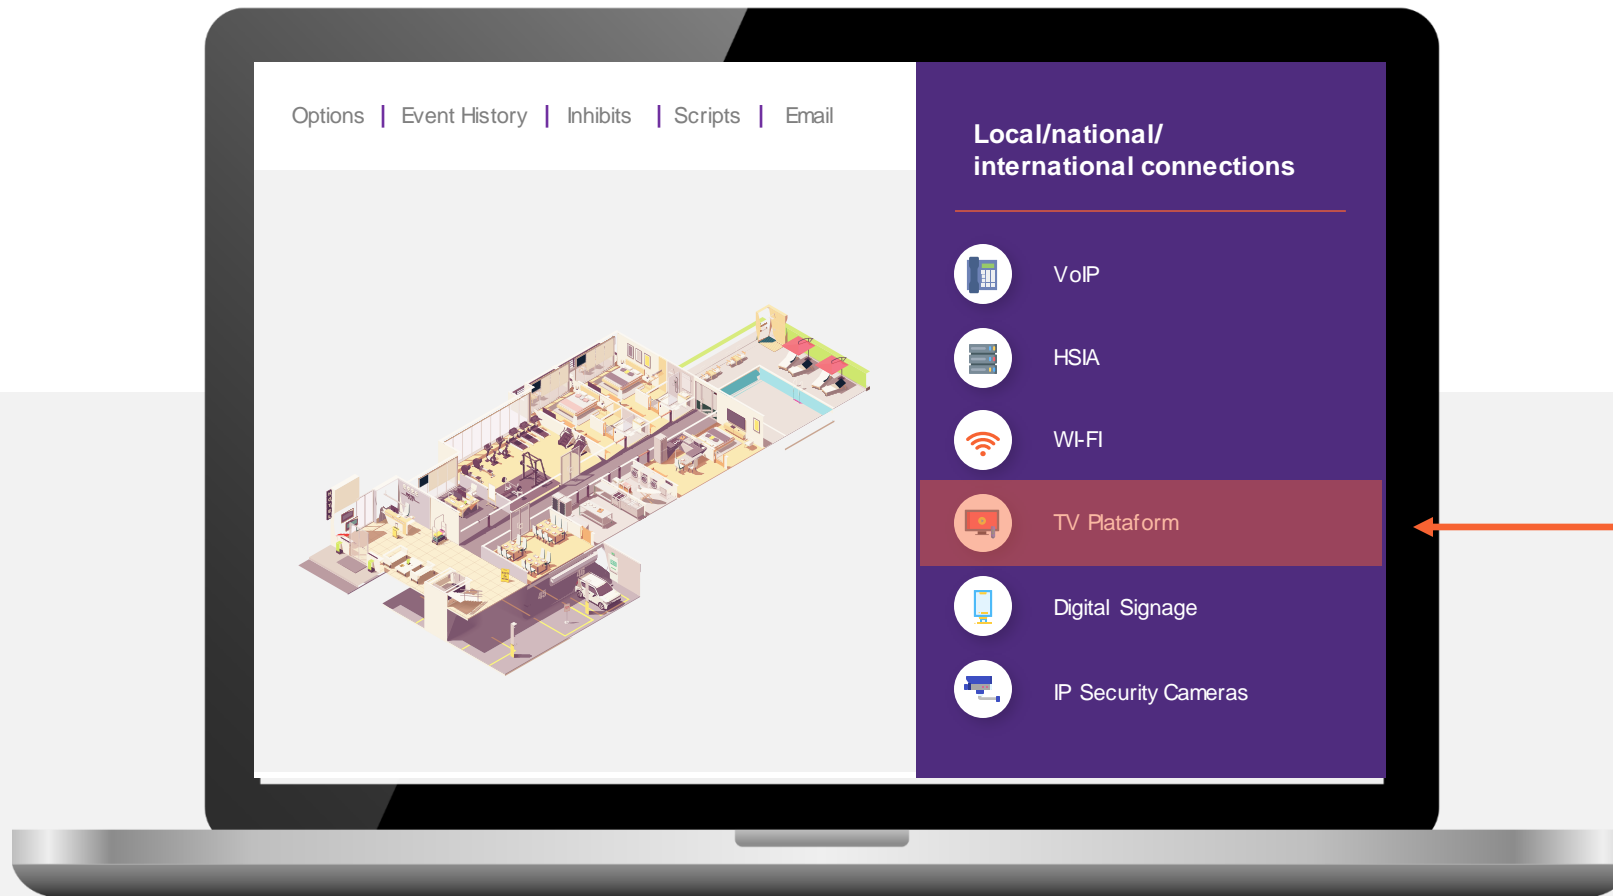 Options | Event History | Inhibits | Scripts | Email
Local/national/
international connections
VoIP
HSIA
WI-FI
TV Plataform
Digital Signage
IP Security Cameras